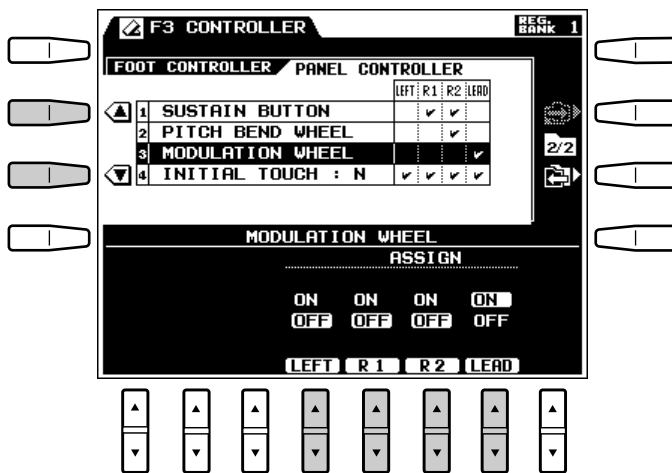 F3 CONTROLLER
REG. BANK 1
FOOT CONTROLLER PANEL CONTROLLER
LEFT R1 R2 LEAD
1 SUSTAIN BUTTON
2 PITCH BEND WHEEL
3 MODULATION WHEEL
4 INITIAL TOUCH : N
2/2
MODULATION WHEEL
ASSIGN
ON ON ON ON
OFF OFF OFF OFF
LEFT R1 R2 LEAD